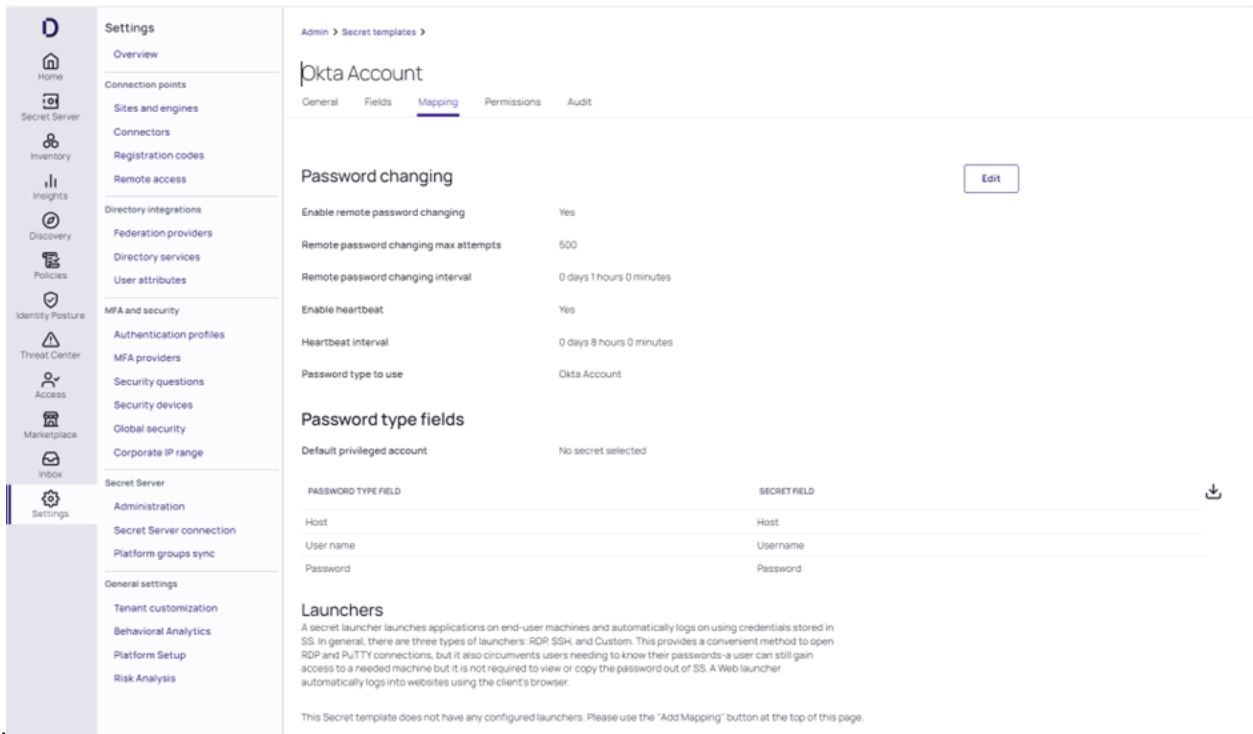 Home
Secret Server
Inventory
Insights
Discovery
Policies
Identity Posture
Threat Center
Access
Marketplace
Inbox
Settings
Settings
Overview
Connection points
Sites and engines
Connectors
Registration codes
Remote access
Directory integrations
Federation providers
Directory services
User attributes
MFA and security
Authentication profiles
MFA providers
Security questions
Security devices
Global security
Corporate IP range
Secret Server
Administration
Secret Server connection
Platform groups sync
General settings
Tenant customization
Behavioral Analytics
Platform Setup
Risk Analysis
Admin > Secret templates >
Okta Account
General Fields Mapping Permissions Audit
Password changing Edit
Enable remote password changing Yes
Remote password changing max attempts 500
Remote password changing interval 0 days 1 hours 0 minutes
Enable heartbeat Yes
Heartbeat interval 0 days 8 hours 0 minutes
Password type to use Okta Account
Password type fields
Default privileged account No secret selected
PASSWORD TYPE FIELD SECRET FIELD
Host Host
User name Username
Password Password
Launchers
A secret launcher launches applications on end-user machines and automatically logs on using credentials stored in
SS. In general, there are three types of launchers: RDP, SSH, and Custom. This provides a convenient method to open
RDP and PuTTY connections, but it also circumvents users needing to know their passwords-a user can still gain
access to a needed machine but it is not required to view or copy the password out of SS. A Web launcher
automatically logs into websites using the client's browser.
This Secret template does not have any configured launchers. Please use the "Add Mapping" button at the top of this page.